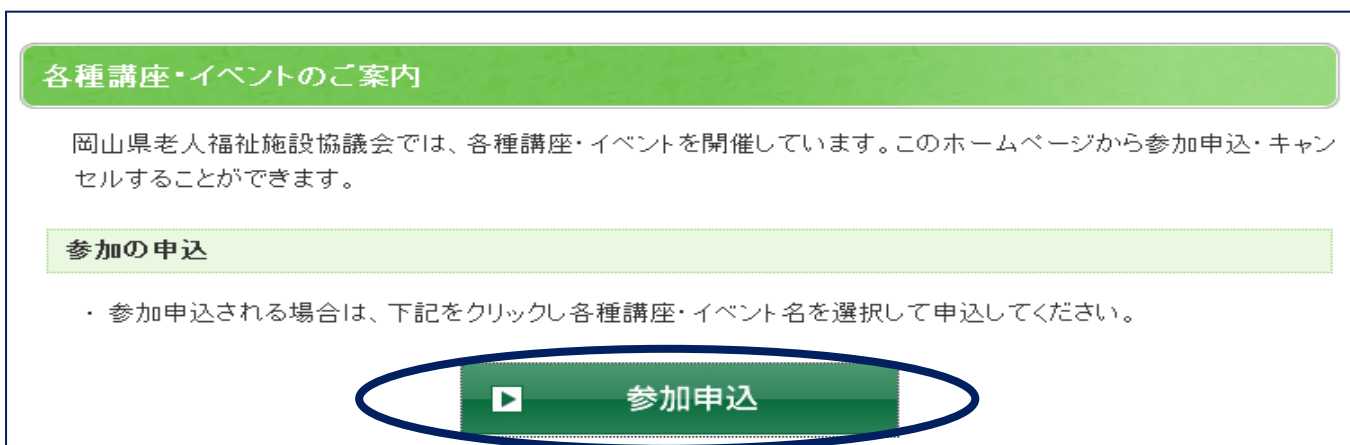 各種講座・イベントのご案内
岡山県老人福祉施設協議会では、各種講座・イベントを開催しています。このホームページから参加申込・キャン
セルすることができます。
参加の申込
・ 参加申込される場合は、下記をクリックし各種講座・イベント名を選択して申込してください。
参加申込